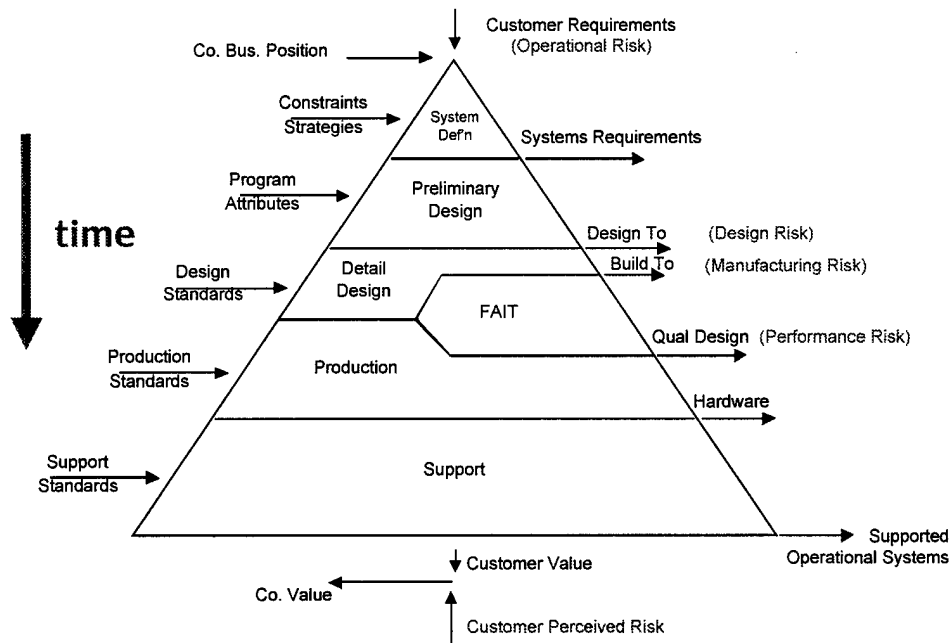 Customer Requirements
(Operational Risk)
Co. Bus. Position
Constraints
Strategies
System
Def'n
Systems Requirements
Program
Attributes
Preliminary
Design
time
Design To (Design Risk)
Build To (Manufacturing Risk)
Design
Standards
Detail
Design
FAIT
Qual Design (Performance Risk)
Production
Standards
Production
Hardware
Support
Standards
Support
Supported
Operational Systems
Customer Value
Co. Value
Customer Perceived Risk